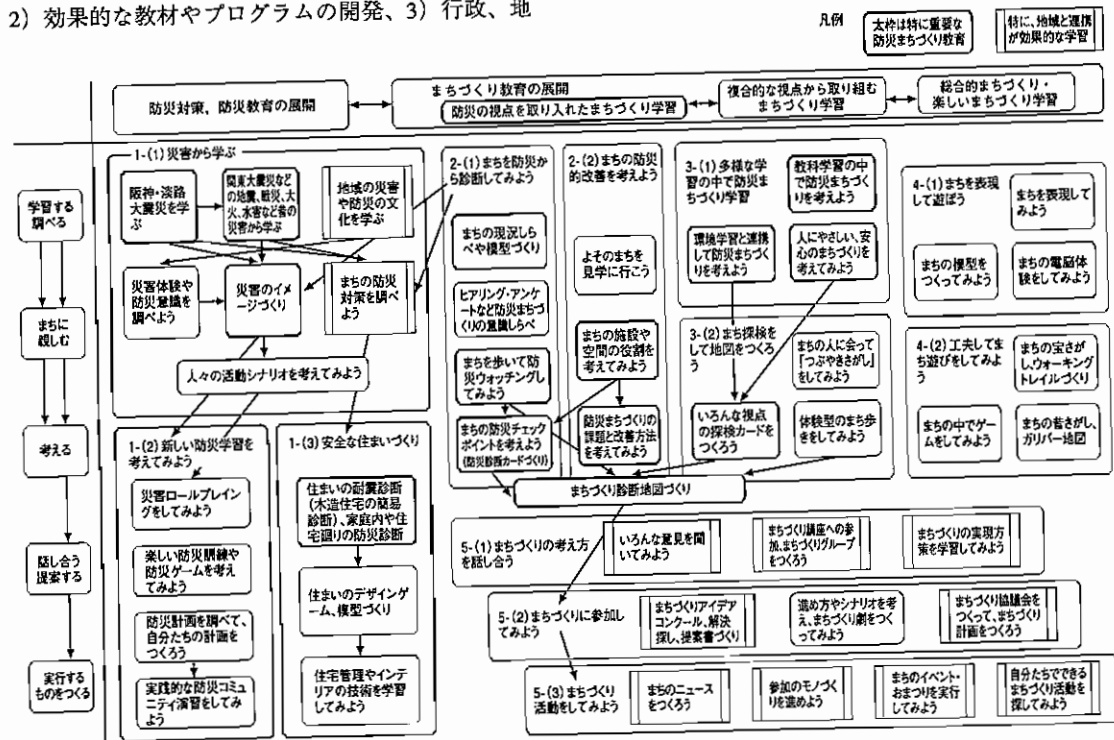 2）効果的な教材やプログラムの開発、3）行政、地
凡例
太枠は特に重要な
防災まちづくり教育
特に、地域と連携
が効果的な学習
防災対策、防災教育の展開
まちづくり教育の展開
防災の視点を取り入れたまちづくり学習
複合的な視点から取り組む
まちづくり学習
総合的まちづくり・
楽しいまちづくり学習
学習する
調べる
まちに
親しむ
考える
話し合う
提案する
実行する
ものをつくる
1-(1)災害から学ぶ
阪神・淡路
大震災を学
ぶ
関東大震災など
の地震、戦災、大
火、水害など昔の
災害から学ぶ
地域の災害
や防災の文
化を学ぶ
災害体験や
防災意識を
調べよう
災害のイメ
ージづくり
まちの防災
対策を調べ
よう
人々の活動シナリオを考えてみよう
1-(2)新しい防災学習を
考えてみよう
災害ロールプレイン
グをしてみよう
楽しい防災訓練や
防災ゲームを考え
てみよう
防災計画を調べて、
自分たちの計画を
つくろう
実践的な防災コミュ
ニティ演習をしてみ
よう
1-(3)安全な住まいづくり
住まいの耐震診断
(木造住宅の簡易
診断)、家庭内や住
宅廻りの防災診断
住まいのデザインゲ
ーム、模型づくり
住宅管理やインテ
リアの技術を学習
してみよう
2-(1)まちを防災か
ら診断してみよう
まちの現況しら
べや模型づくり
ヒアリング・アンケ
ートなど防災まちづ
くりの意識しらべ
まちを歩いて防
災ウォッチングし
てみよう
まちの防災チェック
ポイントを考えよう
(防災診断カードづくり)
2-(2)まちの防災
的改善を考えよう
よそのまちを
見学に行こう
まちの施設や
空間の役割を
考えてみよう
防災まちづくりの
課題と改善方法
を考えてみよう
まちづくり診断地図づくり
3-(1)多様な学
習の中で防災ま
ちづくり学習
教科学習の中
で防災まちづく
りを考えよう
環境学習と連携
して防災まちづく
りを考えよう
人にやさしい、安
心のまちづくりを
考えてみよう
3-(2)まち探検を
して地図をつくろ
う
まちの人に会って
「つぶやきさがし」
をしてみよう
いろんな視点
の探検カードを
つくろう
体験型のまち歩
きをしてみよう
4-(1)まちを表現
して遊ぼう
まちを表現して
みよう
まちの模型を
つくってみよう
まちの電脳体
験をしてみよう
4-(2)工夫してま
ち遊びをしてみよ
う
まちの宝さが
し、ウォーキング
トレイルづくり
まちの中でゲー
ムをしてみよう
まちの昔さがし、
ガリバー地図
5-(1)まちづくりの考え方
を話し合う
いろんな意見を聞
いてみよう
まちづくり講座への参
加、まちづくりグループ
をつくろう
まちづくりの実現方
策を学習してみよう
5-(2)まちづくりに参加し
てみよう
まちづくりアイデア
コンクール、解決
探し、提案書づくり
進め方やシナリオを考
え、まちづくり劇をつく
ってみよう
まちづくり協議会を
つくって、まちづくり
計画をつくろう
5-(3)まちづくり
活動をしてみよう
まちのニュース
をつくろう
参加のモノづく
りを進めよう
まちのイベント・
おまつりを実行
してみよう
自分たちでできる
まちづくり活動を
探してみよう